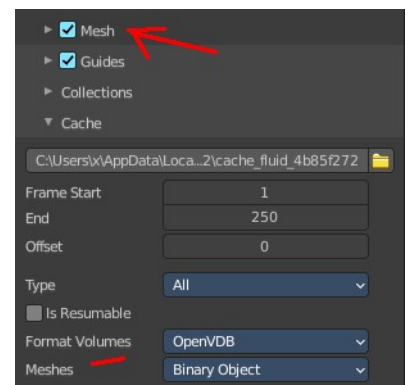 Mesh
Guides
Collections
Cache
C:\Users\x\AppData\Loca...2\cache_fluid_4b85f272
Frame Start 1
End 250
Offset 0
Type All
Is Resumable
Format Volumes OpenVDB
Meshes Binary Object